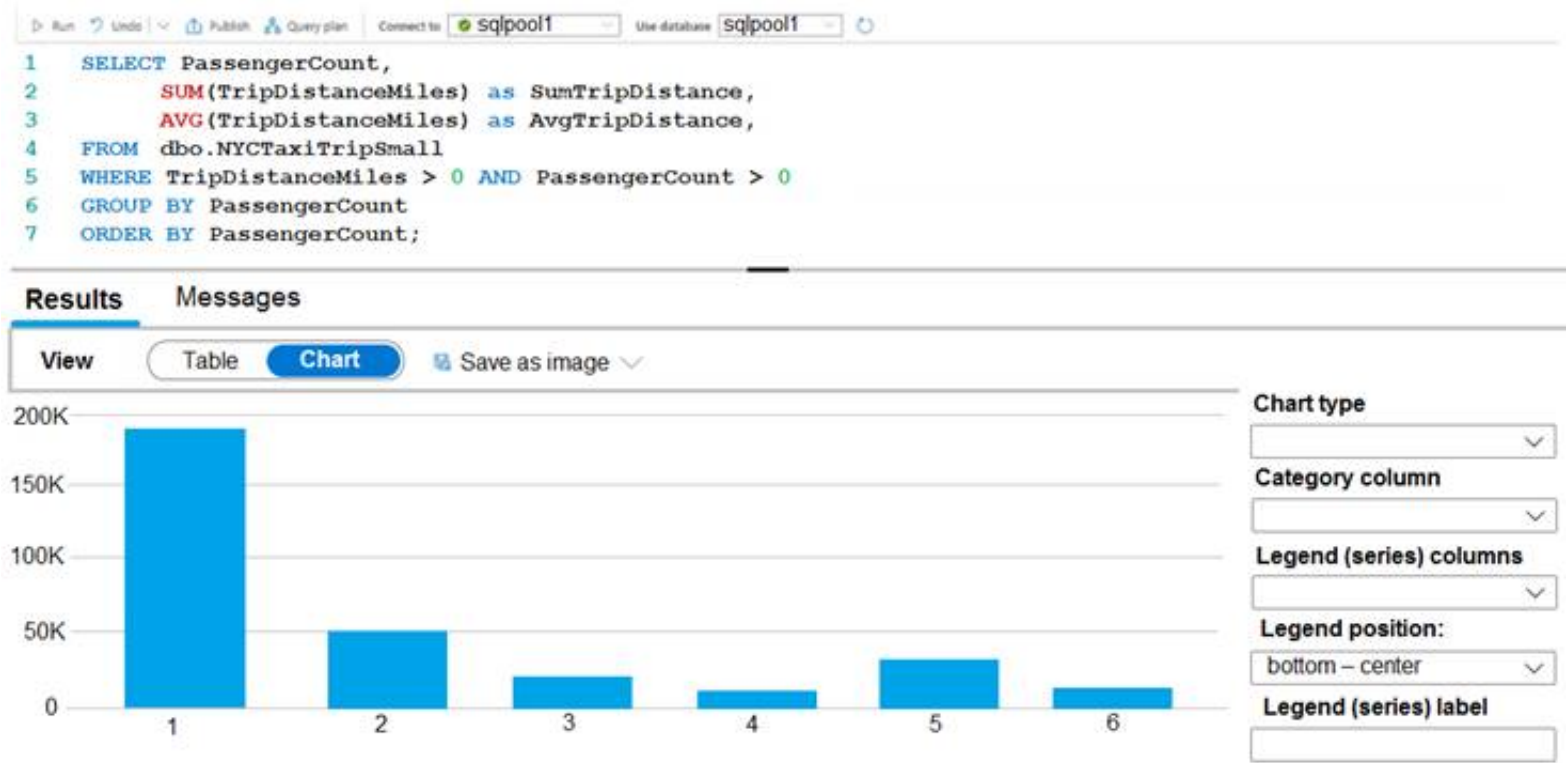 Run Undo Publish Query plan Connect to sqlpool1 Use database sqlpool1
1 SELECT PassengerCount,
2 SUM(TripDistanceMiles) as SumTripDistance,
3 AVG(TripDistanceMiles) as AvgTripDistance,
4 FROM dbo.NYCTaxiTripSmall
5 WHERE TripDistanceMiles > 0 AND PassengerCount > 0
6 GROUP BY PassengerCount
7 ORDER BY PassengerCount;
Results Messages
View Table Chart Save as image
200K
150K
100K
50K
0
1 2 3 4 5 6
Chart type
Category column
Legend (series) columns
Legend position:
bottom – center
Legend (series) label